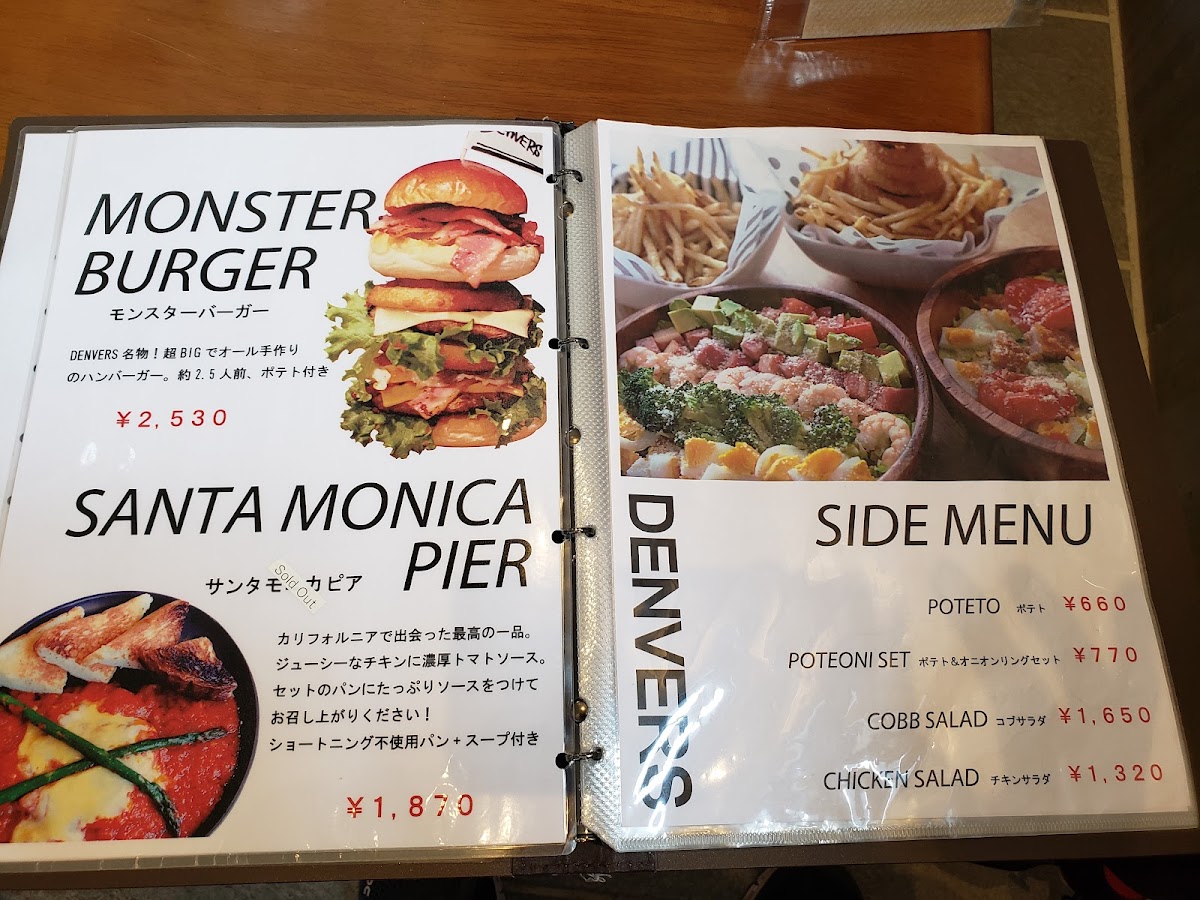 MONSTER
BURGER
モンスターバーガー
DENVERS 名物！超BIGでオール手作り
のハンバーガー。約2.5人前、ポテト付き
¥2,530
SANTA MONICA
PIER
サンタモ カピア
Sold Out
カリフォルニアで出会った最高の一品。
ジューシーなチキンに濃厚トマトソース。
セットのパンにたっぷりソースをつけて
お召し上がりください！
ショートニング不使用パン+スープ付き
¥1,870
DENVERS
SIDE MENU
POTETO ポテト ¥660
POTEONI SET ポテト&オニオンリングセット ¥770
COBB SALAD コブサラダ ¥1,650
CHICKEN SALAD チキンサラダ ¥1,320